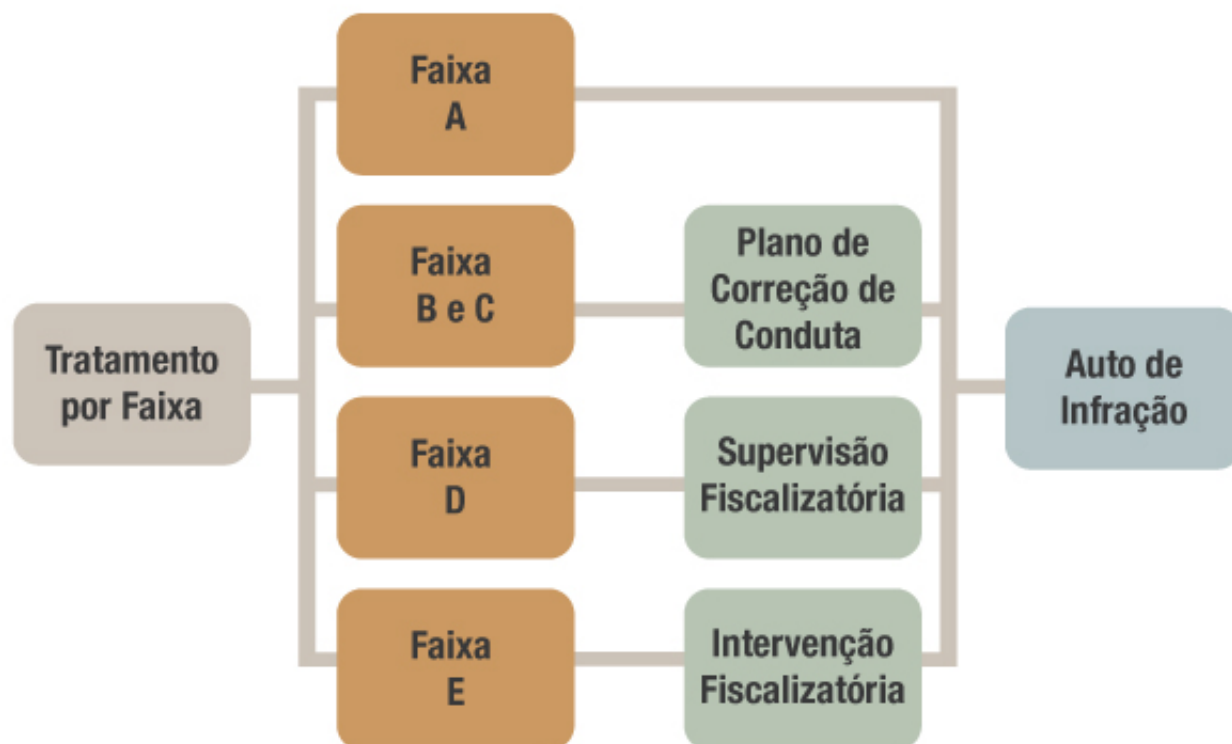 Tratamento
por Faixa
Faixa
A
Faixa
B e C
Plano de
Correção de
Conduta
Faixa
D
Supervisão
Fiscalizatória
Faixa
E
Intervenção
Fiscalizatória
Auto de
Infração